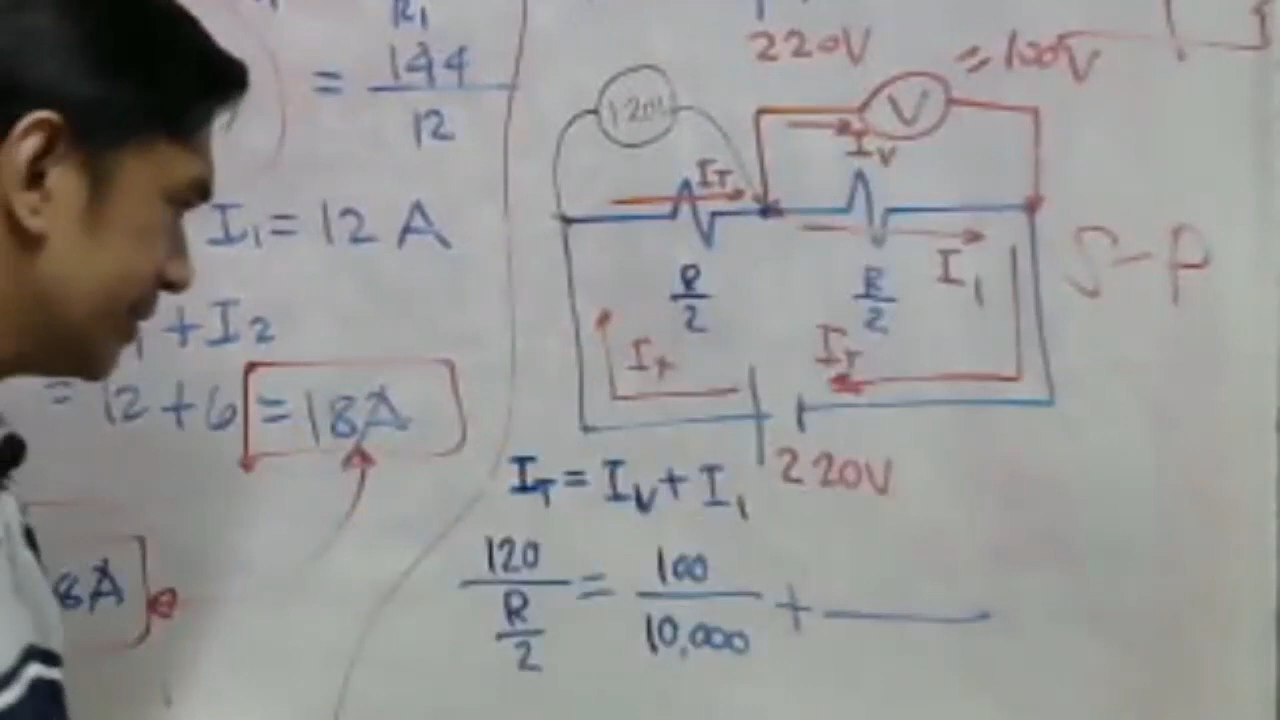 R1
= 144
12
I1 = 12 A
+ I2
= 12 + 6 = 18A
8A
220V
= 100V
120V
V
IV
IT
I1
R
2
R
2
IT
IT
S-P
220V
IT = IV + I1
120 = 100 +
R 10,000
2